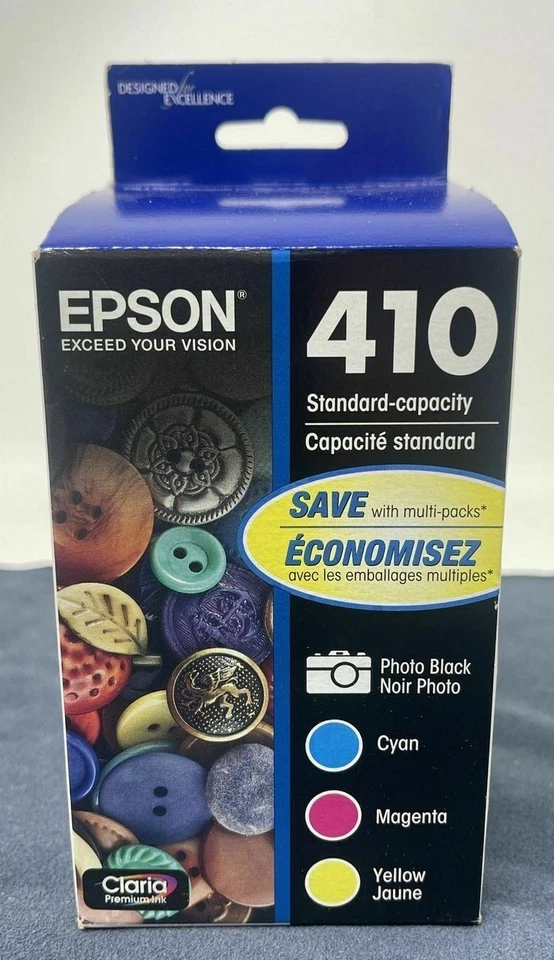 DESIGNED for
EXCELLENCE
EPSON®
EXCEED YOUR VISION
410
Standard-capacity
Capacité standard
SAVE with multi-packs*
ÉCONOMISEZ
avec les emballages multiples*
Photo Black
Noir Photo
Cyan
Magenta
Yellow
Jaune
Claria
Premium Ink